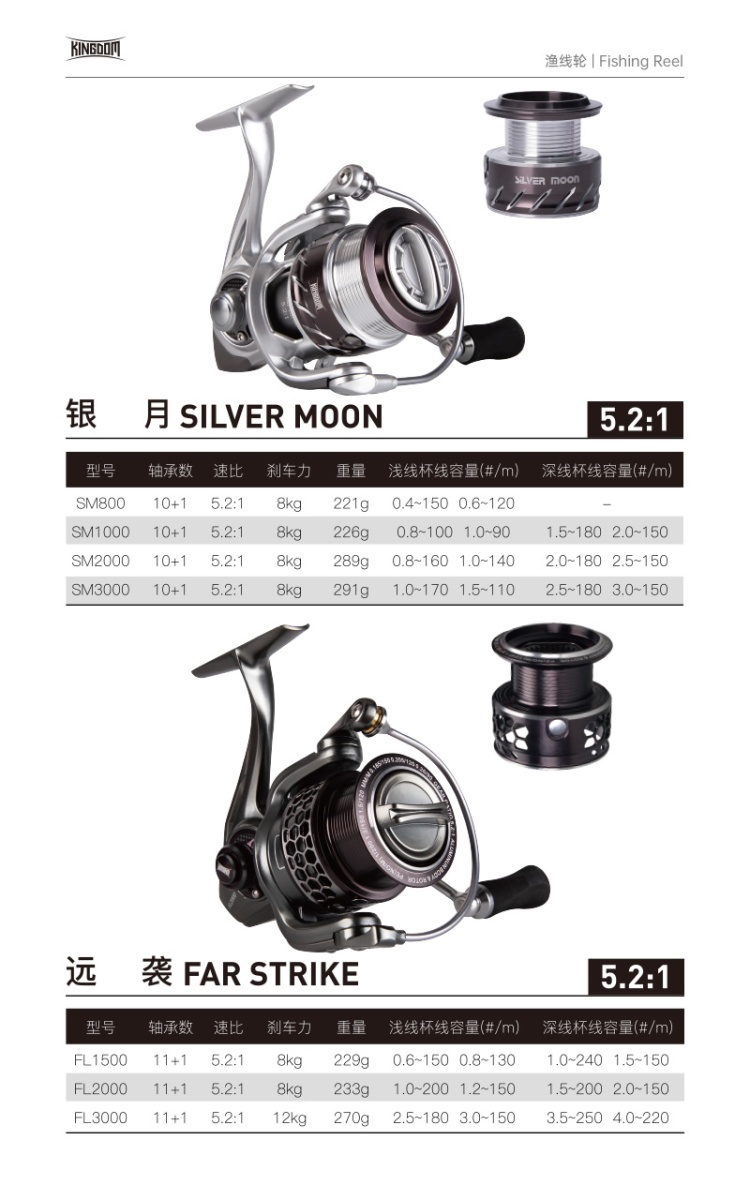 KINGDOM
渔线轮 | Fishing Reel
SILVER MOON
KINGDOM
5.2:1
银 月 SILVER MOON 5.2:1
型号 轴承数 速比 刹车力 重量 浅线杯线容量(#/m) 深线杯线容量(#/m)
SM800 10+1 5.2:1 8kg 221g 0.4~150 0.6~120 –
SM1000 10+1 5.2:1 8kg 226g 0.8~100 1.0~90 1.5~180 2.0~150
SM2000 10+1 5.2:1 8kg 289g 0.8~160 1.0~140 2.0~180 2.5~150
SM3000 10+1 5.2:1 8kg 291g 1.0~170 1.5~110 2.5~180 3.0~150
远 袭 FAR STRIKE 5.2:1
型号 轴承数 速比 刹车力 重量 浅线杯线容量(#/m) 深线杯线容量(#/m)
FL1500 11+1 5.2:1 8kg 229g 0.6~150 0.8~130 1.0~240 1.5~150
FL2000 11+1 5.2:1 8kg 233g 1.0~200 1.2~150 1.5~200 2.0~150
FL3000 11+1 5.2:1 12kg 270g 2.5~180 3.0~150 3.5~250 4.0~220